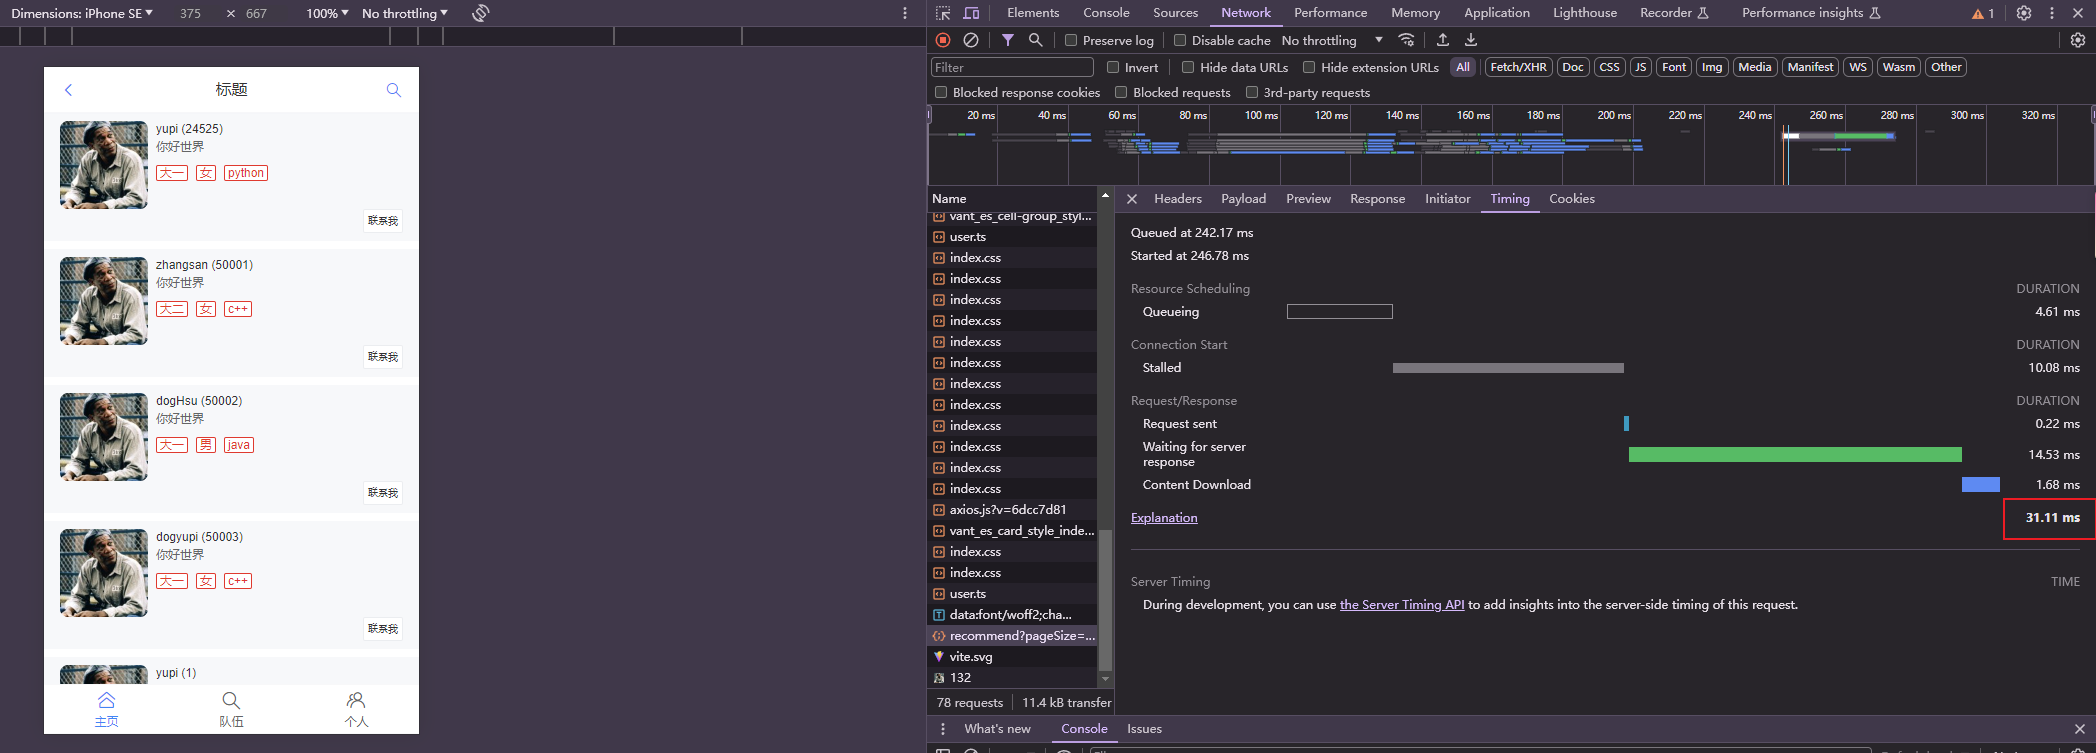 Dimensions: iPhone SE 375 × 667 100% No throttling
标题
yupi (24525)
你好世界
大一 女 python
联系我
zhangsan (50001)
你好世界
大二 女 c++
联系我
dogHsu (50002)
你好世界
大一 男 java
联系我
dogyupi (50003)
你好世界
大一 女 c++
联系我
yupi (1)
主页 队伍 个人
Elements Console Sources Network Performance Memory Application Lighthouse Recorder Performance insights 1
Preserve log Disable cache No throttling
Filter Invert Hide data URLs Hide extension URLs All Fetch/XHR Doc CSS JS Font Img Media Manifest WS Wasm Other
Blocked response cookies Blocked requests 3rd-party requests
20 ms 40 ms 60 ms 80 ms 100 ms 120 ms 140 ms 160 ms 180 ms 200 ms 220 ms 240 ms 260 ms 280 ms 300 ms 320 ms
Name
vant_es_cell-group_styl...
user.ts
index.css
index.css
index.css
index.css
index.css
index.css
index.css
index.css
index.css
index.css
index.css
index.css
axios.js?v=6dcc7d81
vant_es_card_style_inde...
index.css
index.css
user.ts
data:font/woff2;cha...
recommend?pageSize=...
vite.svg
132
78 requests 11.4 kB transfer
Headers Payload Preview Response Initiator Timing Cookies
Queued at 242.17 ms
Started at 246.78 ms
Resource Scheduling DURATION
Queueing 4.61 ms
Connection Start DURATION
Stalled 10.08 ms
Request/Response DURATION
Request sent 0.22 ms
Waiting for server
response 14.53 ms
Content Download 1.68 ms
Explanation 31.11 ms
Server Timing TIME
During development, you can use the Server Timing API to add insights into the server-side timing of this request.
What's new Console Issues